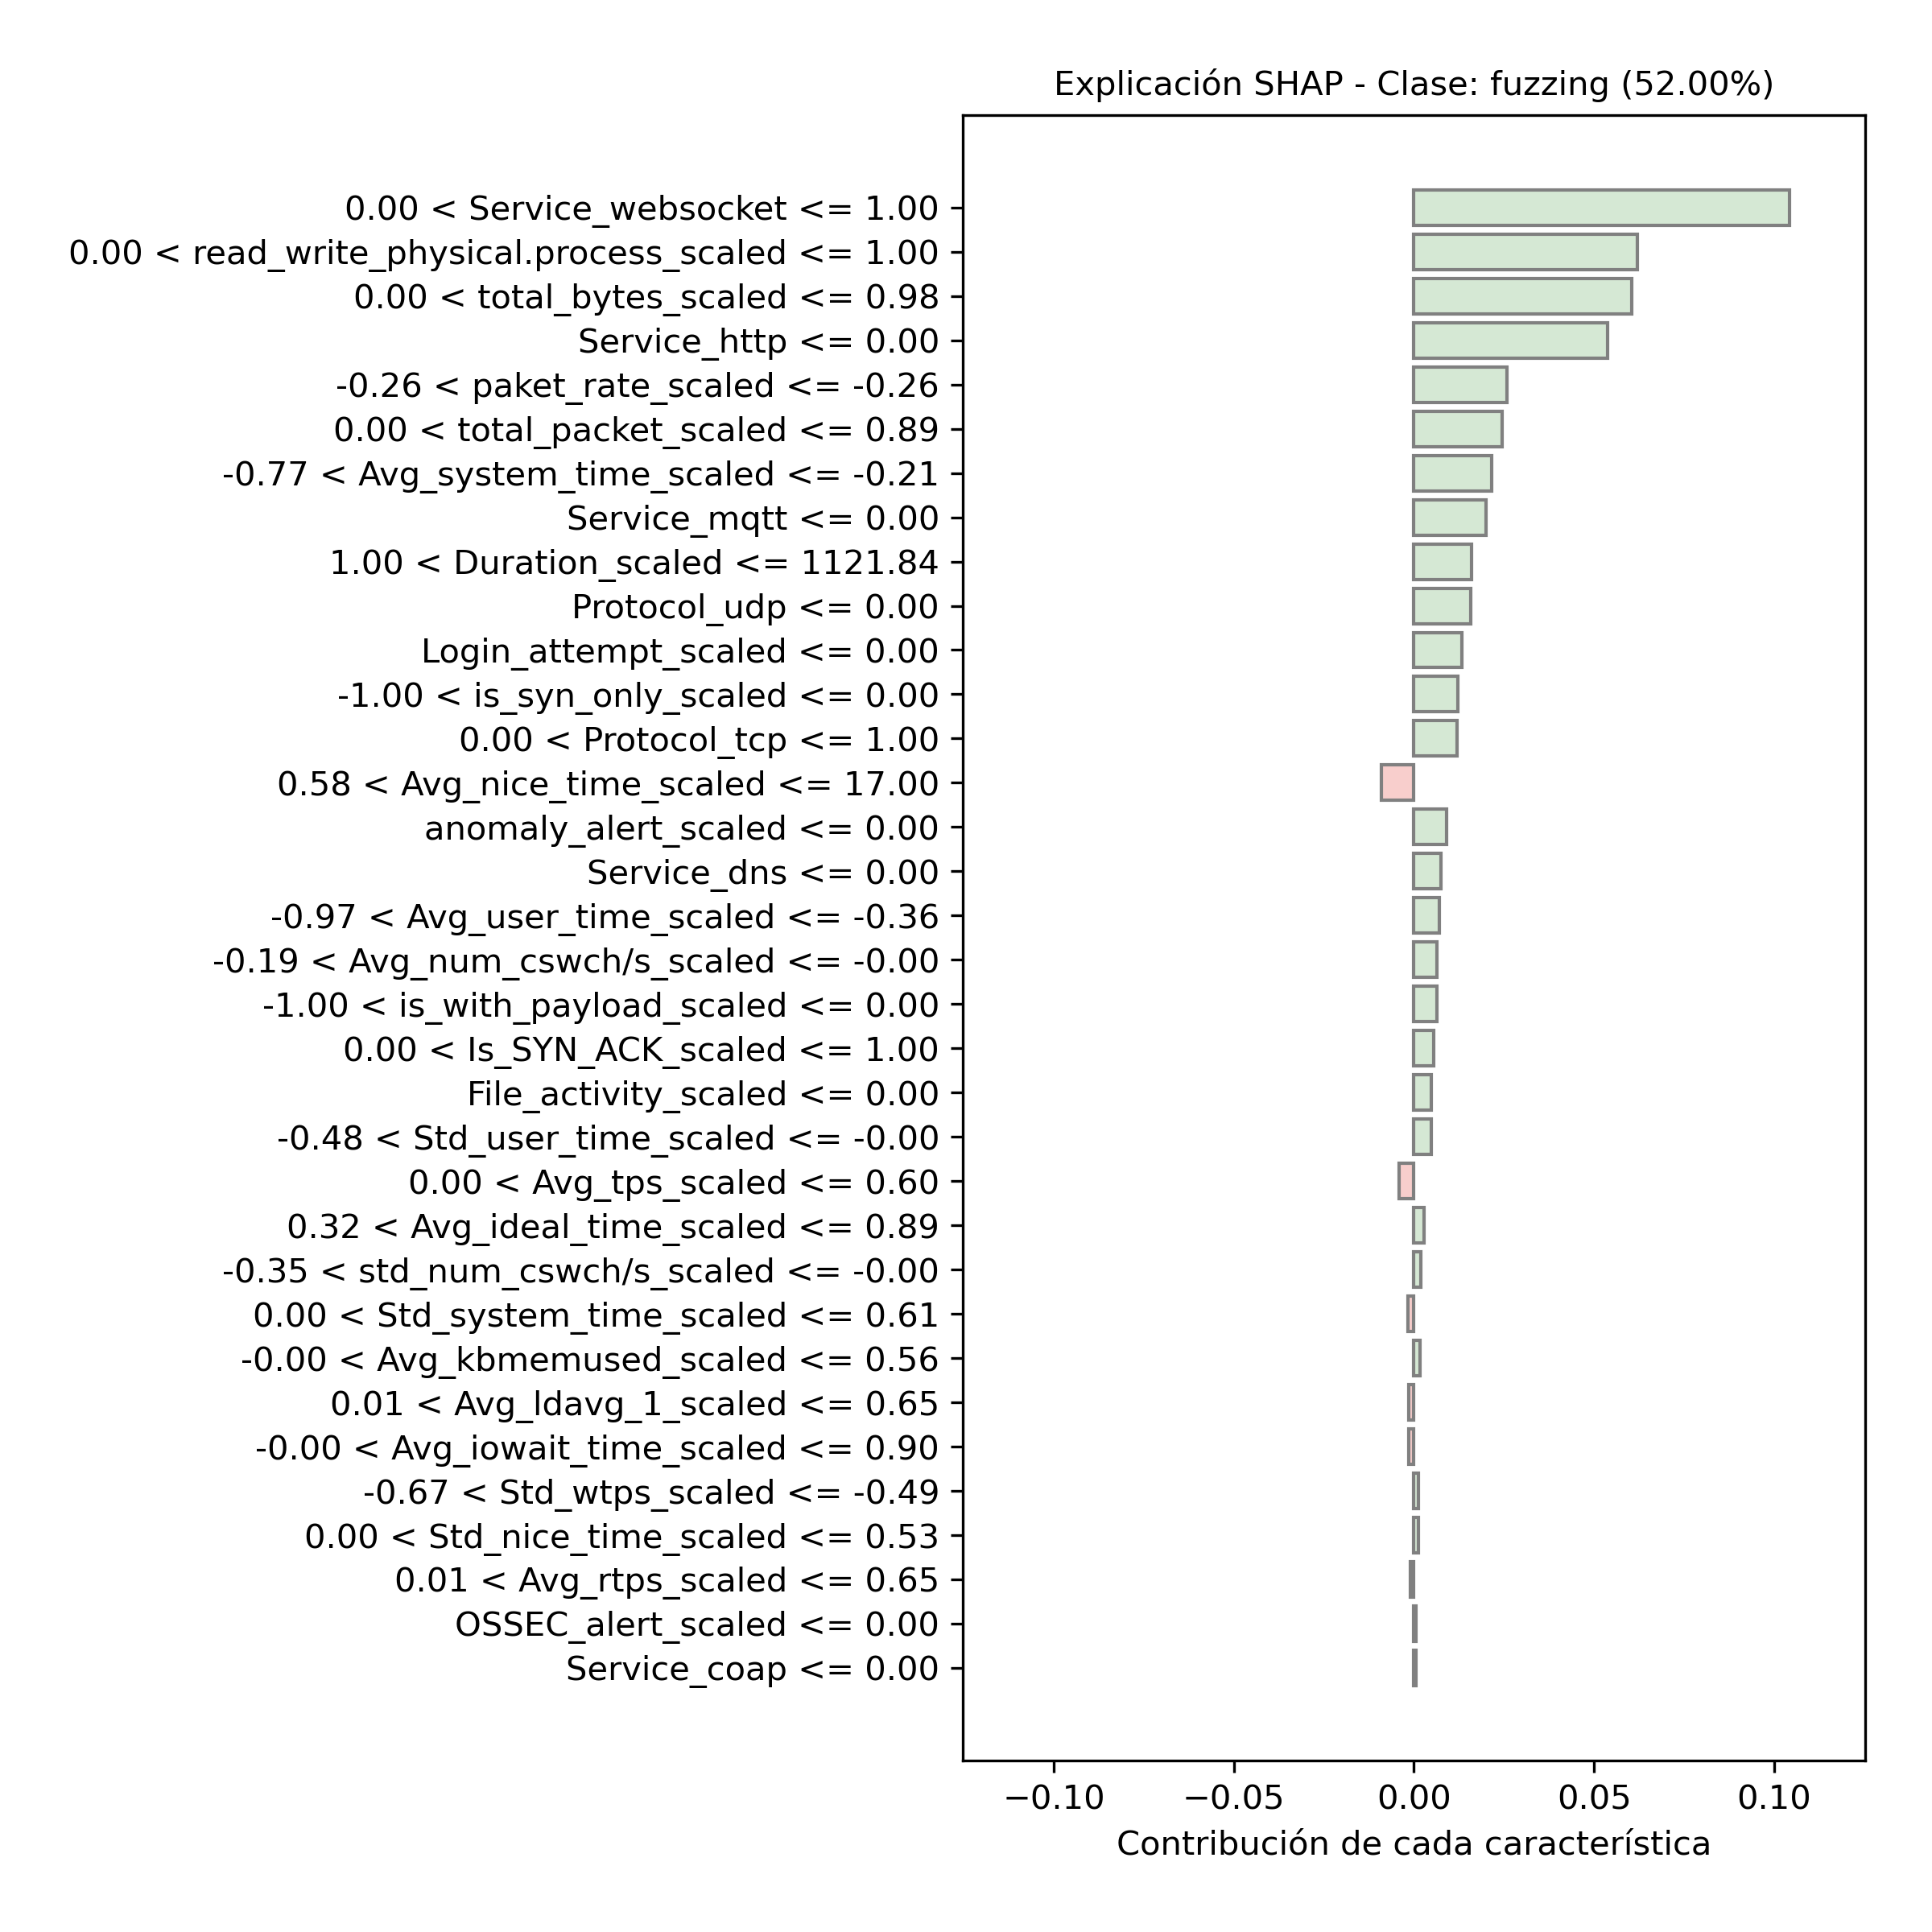 Explicación SHAP - Clase: fuzzing (52.00%)
0.00 < Service_websocket <= 1.00
0.00 < read_write_physical.process_scaled <= 1.00
0.00 < total_bytes_scaled <= 0.98
Service_http <= 0.00
-0.26 < paket_rate_scaled <= -0.26
0.00 < total_packet_scaled <= 0.89
-0.77 < Avg_system_time_scaled <= -0.21
Service_mqtt <= 0.00
1.00 < Duration_scaled <= 1121.84
Protocol_udp <= 0.00
Login_attempt_scaled <= 0.00
-1.00 < is_syn_only_scaled <= 0.00
0.00 < Protocol_tcp <= 1.00
0.58 < Avg_nice_time_scaled <= 17.00
anomaly_alert_scaled <= 0.00
Service_dns <= 0.00
-0.97 < Avg_user_time_scaled <= -0.36
-0.19 < Avg_num_cswch/s_scaled <= -0.00
-1.00 < is_with_payload_scaled <= 0.00
0.00 < Is_SYN_ACK_scaled <= 1.00
File_activity_scaled <= 0.00
-0.48 < Std_user_time_scaled <= -0.00
0.00 < Avg_tps_scaled <= 0.60
0.32 < Avg_ideal_time_scaled <= 0.89
-0.35 < std_num_cswch/s_scaled <= -0.00
0.00 < Std_system_time_scaled <= 0.61
-0.00 < Avg_kbmemused_scaled <= 0.56
0.01 < Avg_ldavg_1_scaled <= 0.65
-0.00 < Avg_iowait_time_scaled <= 0.90
-0.67 < Std_wtps_scaled <= -0.49
0.00 < Std_nice_time_scaled <= 0.53
0.01 < Avg_rtps_scaled <= 0.65
OSSEC_alert_scaled <= 0.00
Service_coap <= 0.00
−0.10 −0.05 0.00 0.05 0.10
Contribución de cada característica